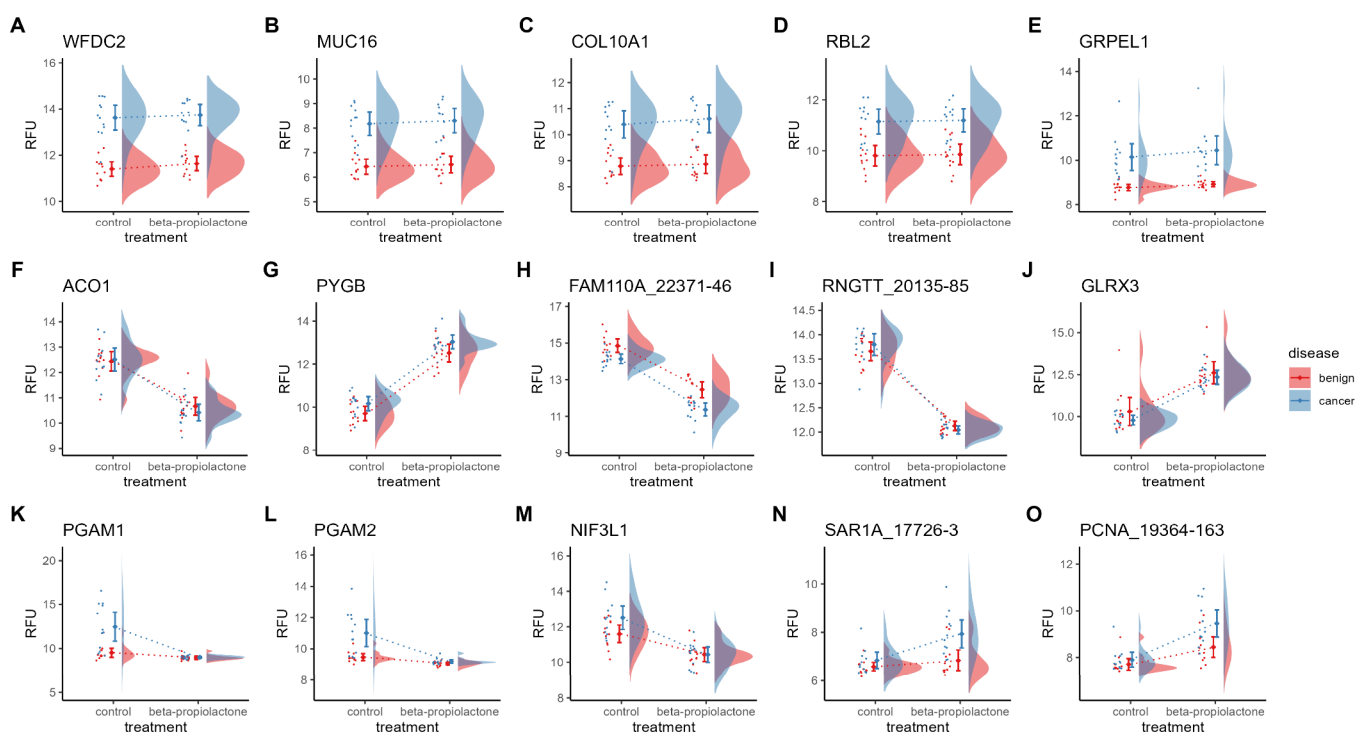 A B C D E
WFDC2 MUC16 COL10A1 RBL2 GRPEL1
RFU 16 14 12 10
RFU 10 9 8 7 6 5
RFU 12 11 10 9 8
RFU 12 10 8
RFU 14 12 10 8
control beta-propiolactone control beta-propiolactone control beta-propiolactone control beta-propiolactone control beta-propiolactone
treatment treatment treatment treatment treatment
F G H I J
ACO1 PYGB FAM110A_22371-46 RNGTT_20135-85 GLRX3
RFU 14 13 12 11 10 9
RFU 14 12 10 8
RFU 17 15 13 11 9
RFU 14.5 14.0 13.5 13.0 12.5 12.0
RFU 15.0 12.5 10.0
control beta-propiolactone control beta-propiolactone control beta-propiolactone control beta-propiolactone control beta-propiolactone
treatment treatment treatment treatment treatment
disease
benign
cancer
K L M N O
PGAM1 PGAM2 NIF3L1 SAR1A_17726-3 PCNA_19364-163
RFU 20 15 10 5
RFU 16 14 12 10 8
RFU 16 14 12 10 8
RFU 10 8 6
RFU 12 10 8
control beta-propiolactone control beta-propiolactone control beta-propiolactone control beta-propiolactone control beta-propiolactone
treatment treatment treatment treatment treatment